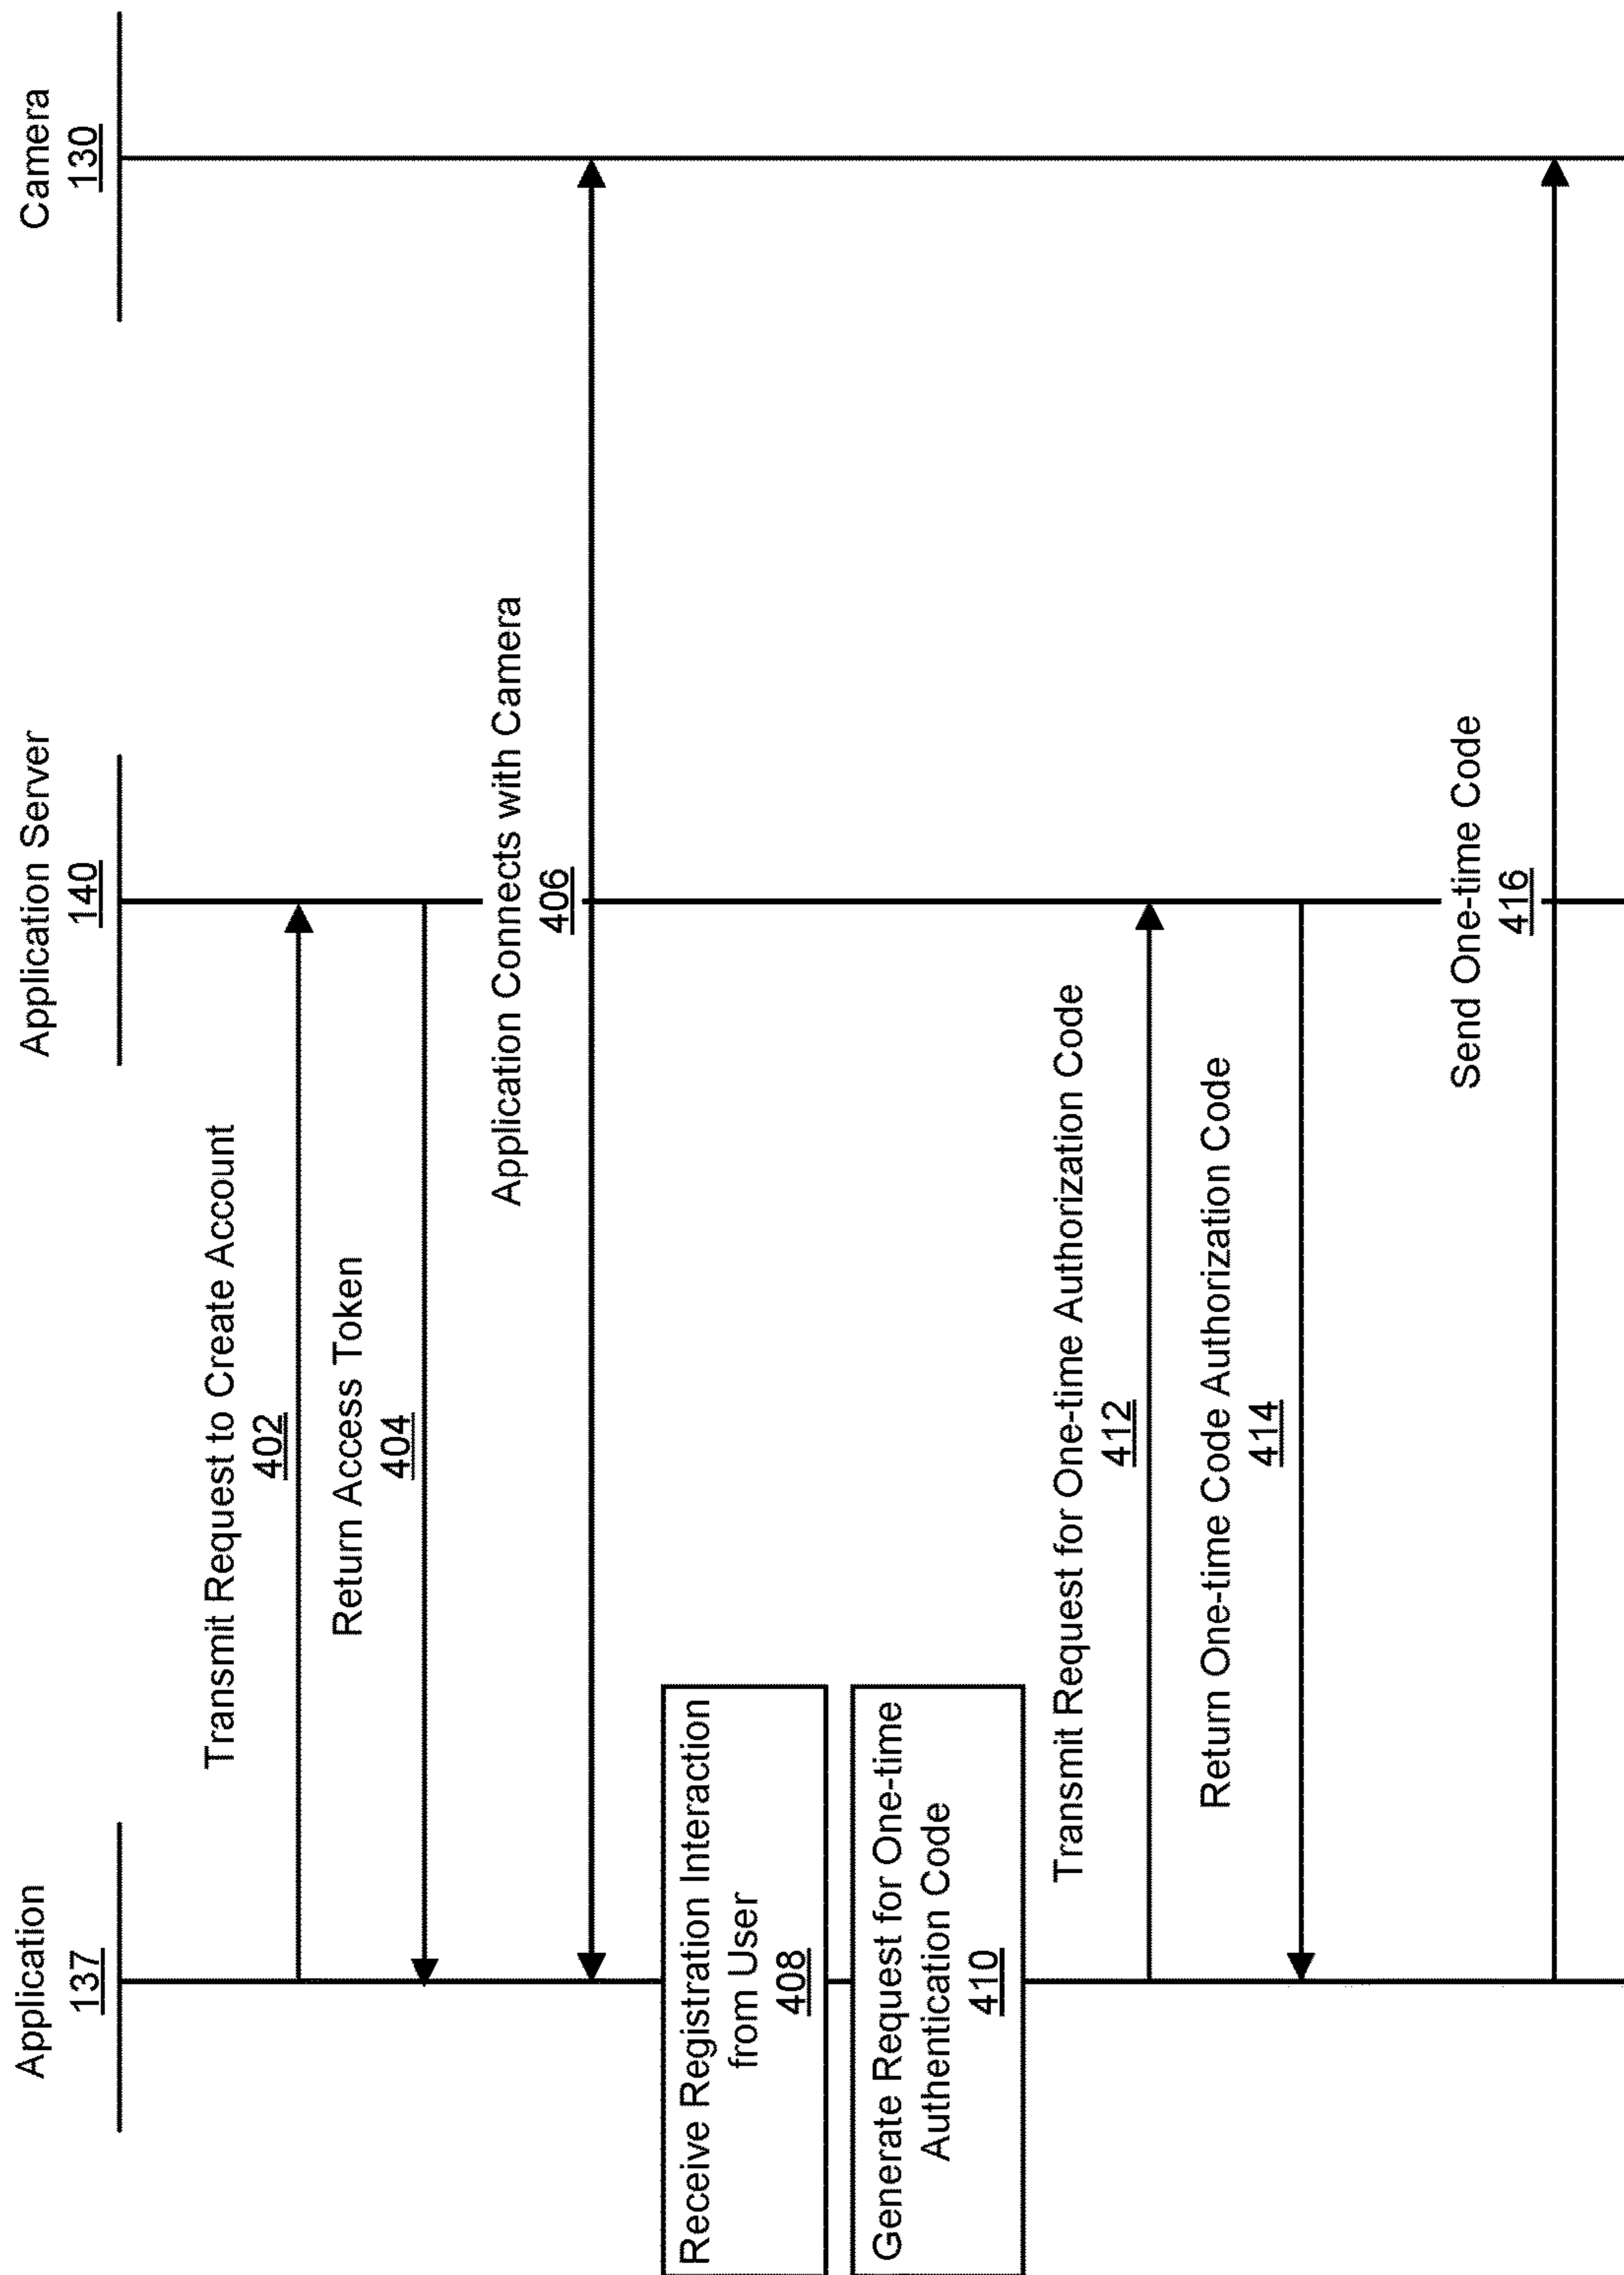 Application
137
Application Server
140
Camera
130
Transmit Request to Create Account
402
Return Access Token
404
Application Connects with Camera
406
Receive Registration Interaction
from User
408
Generate Request for One-time
Authentication Code
410
Transmit Request for One-time Authorization Code
412
Return One-time Code Authorization Code
414
Send One-time Code
416